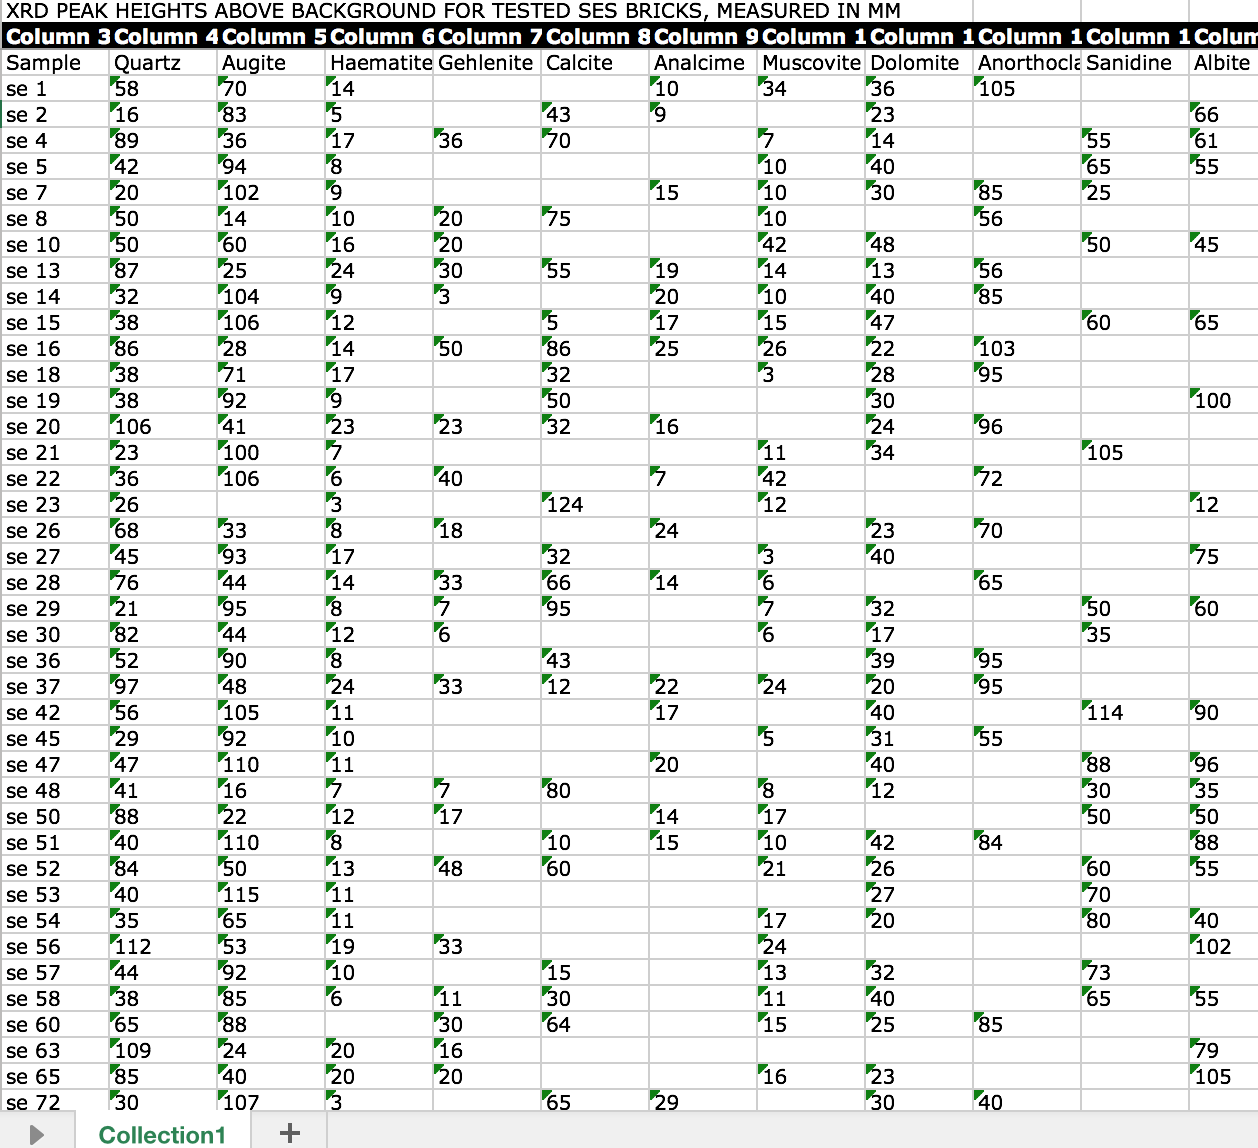 XRD PEAK HEIGHTS ABOVE BACKGROUND FOR TESTED SES BRICKS, MEASURED IN MM
Column 3 Column 4 Column 5 Column 6 Column 7 Column 8 Column 9 Column 1 Column 1 Column 1 Column 1 Colum
Sample Quartz Augite Haematite Gehlenite Calcite Analcime Muscovite Dolomite Anorthocla Sanidine Albite
se 1 58 70 14 10 34 36 105
se 2 16 83 5 43 9 23 66
se 4 89 36 17 36 70 7 14 55 61
se 5 42 94 8 10 40 65 55
se 7 20 102 9 15 10 30 85 25
se 8 50 14 10 20 75 10 56
se 10 50 60 16 20 42 48 50 45
se 13 87 25 24 30 55 19 14 13 56
se 14 32 104 9 3 20 10 40 85
se 15 38 106 12 5 17 15 47 60 65
se 16 86 28 14 50 86 25 26 22 103
se 18 38 71 17 32 3 28 95
se 19 38 92 9 50 30 100
se 20 106 41 23 23 32 16 24 96
se 21 23 100 7 11 34 105
se 22 36 106 6 40 7 42 72
se 23 26 3 124 12 12
se 26 68 33 8 18 24 23 70
se 27 45 93 17 32 3 40 75
se 28 76 44 14 33 66 14 6 65
se 29 21 95 8 7 95 7 32 50 60
se 30 82 44 12 6 6 17 35
se 36 52 90 8 43 39 95
se 37 97 48 24 33 12 22 24 20 95
se 42 56 105 11 17 40 114 90
se 45 29 92 10 5 31 55
se 47 47 110 11 20 40 88 96
se 48 41 16 7 7 80 8 12 30 35
se 50 88 22 12 17 14 17 50 50
se 51 40 110 8 10 15 10 42 84 88
se 52 84 50 13 48 60 21 26 60 55
se 53 40 115 11 27 70
se 54 35 65 11 17 20 80 40
se 56 112 53 19 33 24 102
se 57 44 92 10 15 13 32 73
se 58 38 85 6 11 30 11 40 65 55
se 60 65 88 30 64 15 25 85
se 63 109 24 20 16 79
se 65 85 40 20 20 16 23 105
se 72 30 107 3 65 29 30 40
Collection1 +